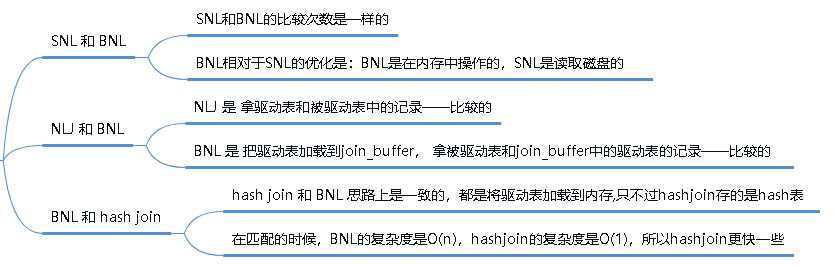 SNL 和 BNL
SNL和BNL的比较次数是一样的
BNL相对于SNL的优化是：BNL是在内存中操作的，SNL是读取磁盘的
NLJ 和 BNL
NLJ 是 拿驱动表和被驱动表中的记录一一比较的
BNL 是 把驱动表加载到join_buffer， 拿被驱动表和join_buffer中的驱动表的记录一一比较的
BNL 和 hash join
hash join 和 BNL 思路上是一致的，都是将驱动表加载到内存,只不过hashjoin存的是hash表
在匹配的时候，BNL的复杂度是O(n)，hashjoin的复杂度是O(1)，所以hashjoin更快一些